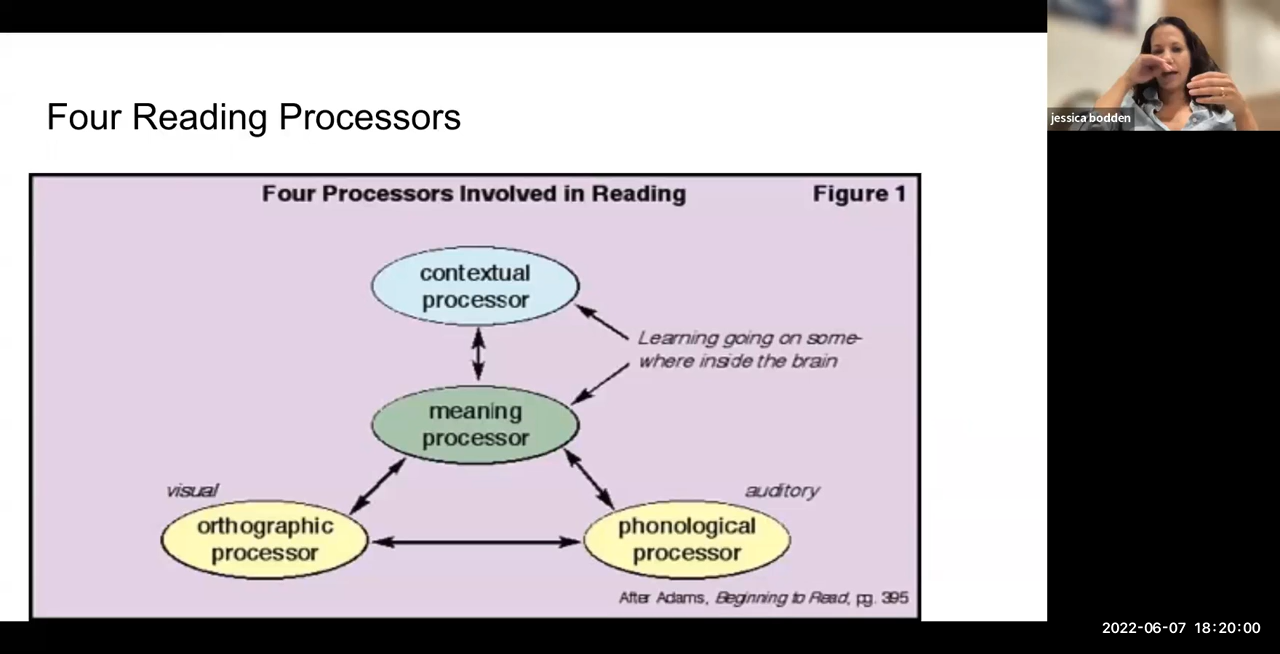 Four Reading Processors
jessica bodden
Four Processors Involved in Reading
Figure 1
contextual
processor
Learning going on some-
where inside the brain
meaning
processor
visual
auditory
orthographic
processor
phonological
processor
After Adams, Beginning to Read, pg. 395
2022-06-07 18:20:00